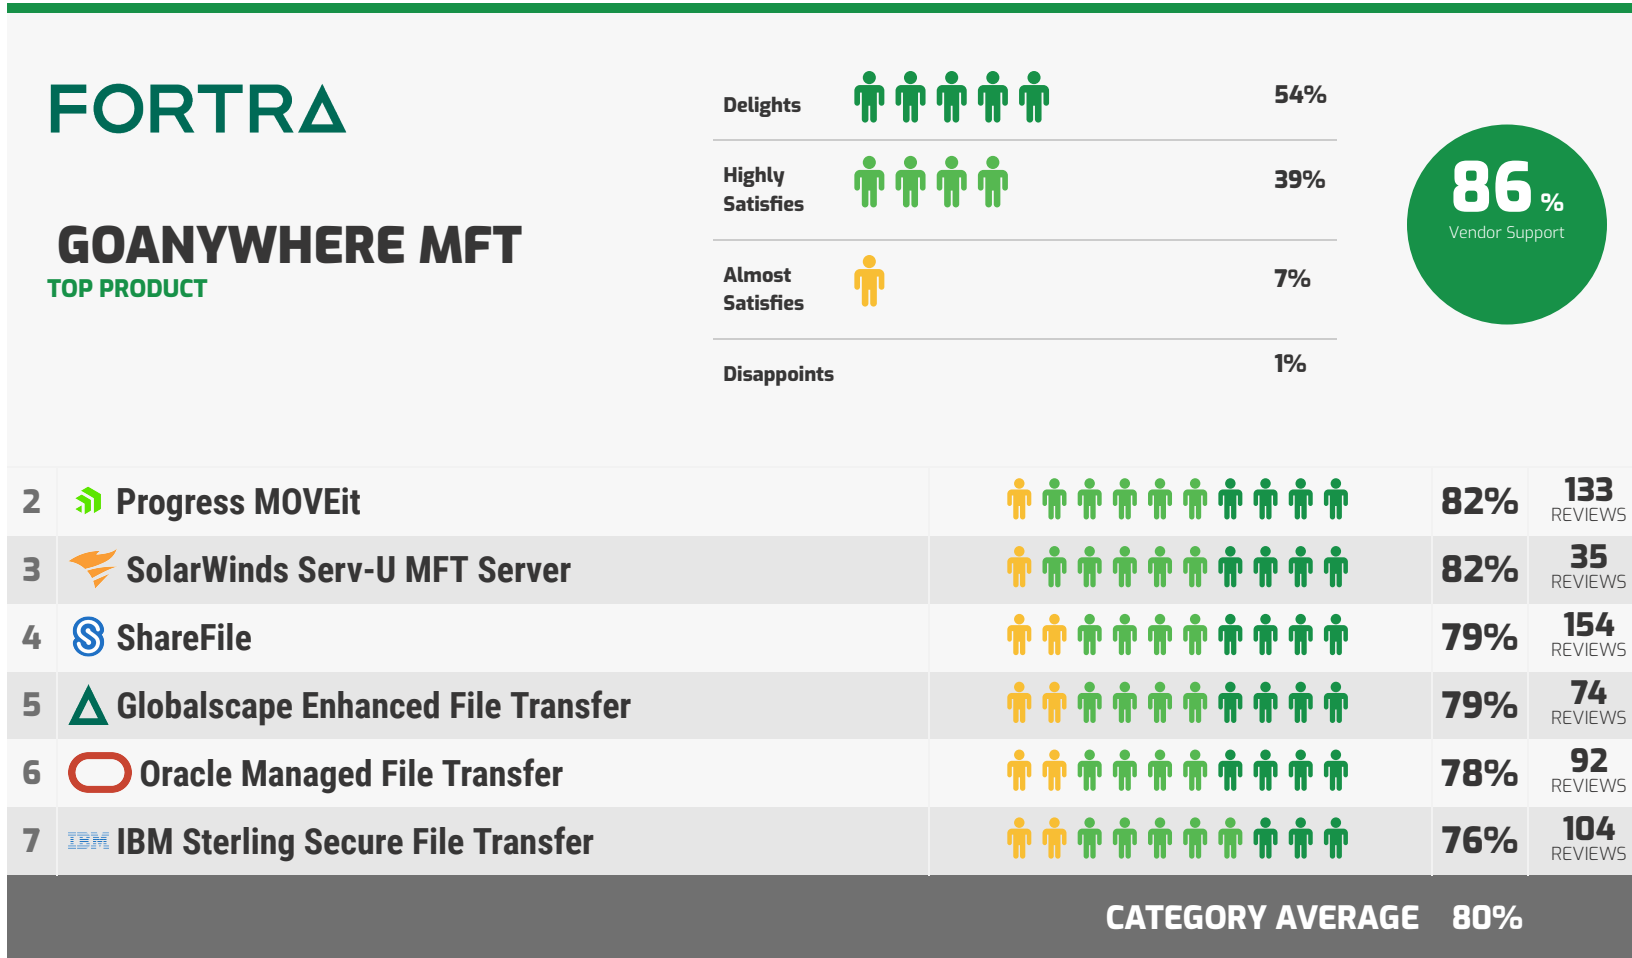 FORTRA
GOANYWHERE MFT
TOP PRODUCT
Delights 54%
Highly
Satisfies 39%
Almost
Satisfies 7%
Disappoints 1%
86 %
Vendor Support
2 Progress MOVEit 82% 133 REVIEWS
3 SolarWinds Serv-U MFT Server 82% 35 REVIEWS
4 ShareFile 79% 154 REVIEWS
5 Globalscape Enhanced File Transfer 79% 74 REVIEWS
6 Oracle Managed File Transfer 78% 92 REVIEWS
7 IBM IBM Sterling Secure File Transfer 76% 104 REVIEWS
CATEGORY AVERAGE 80%